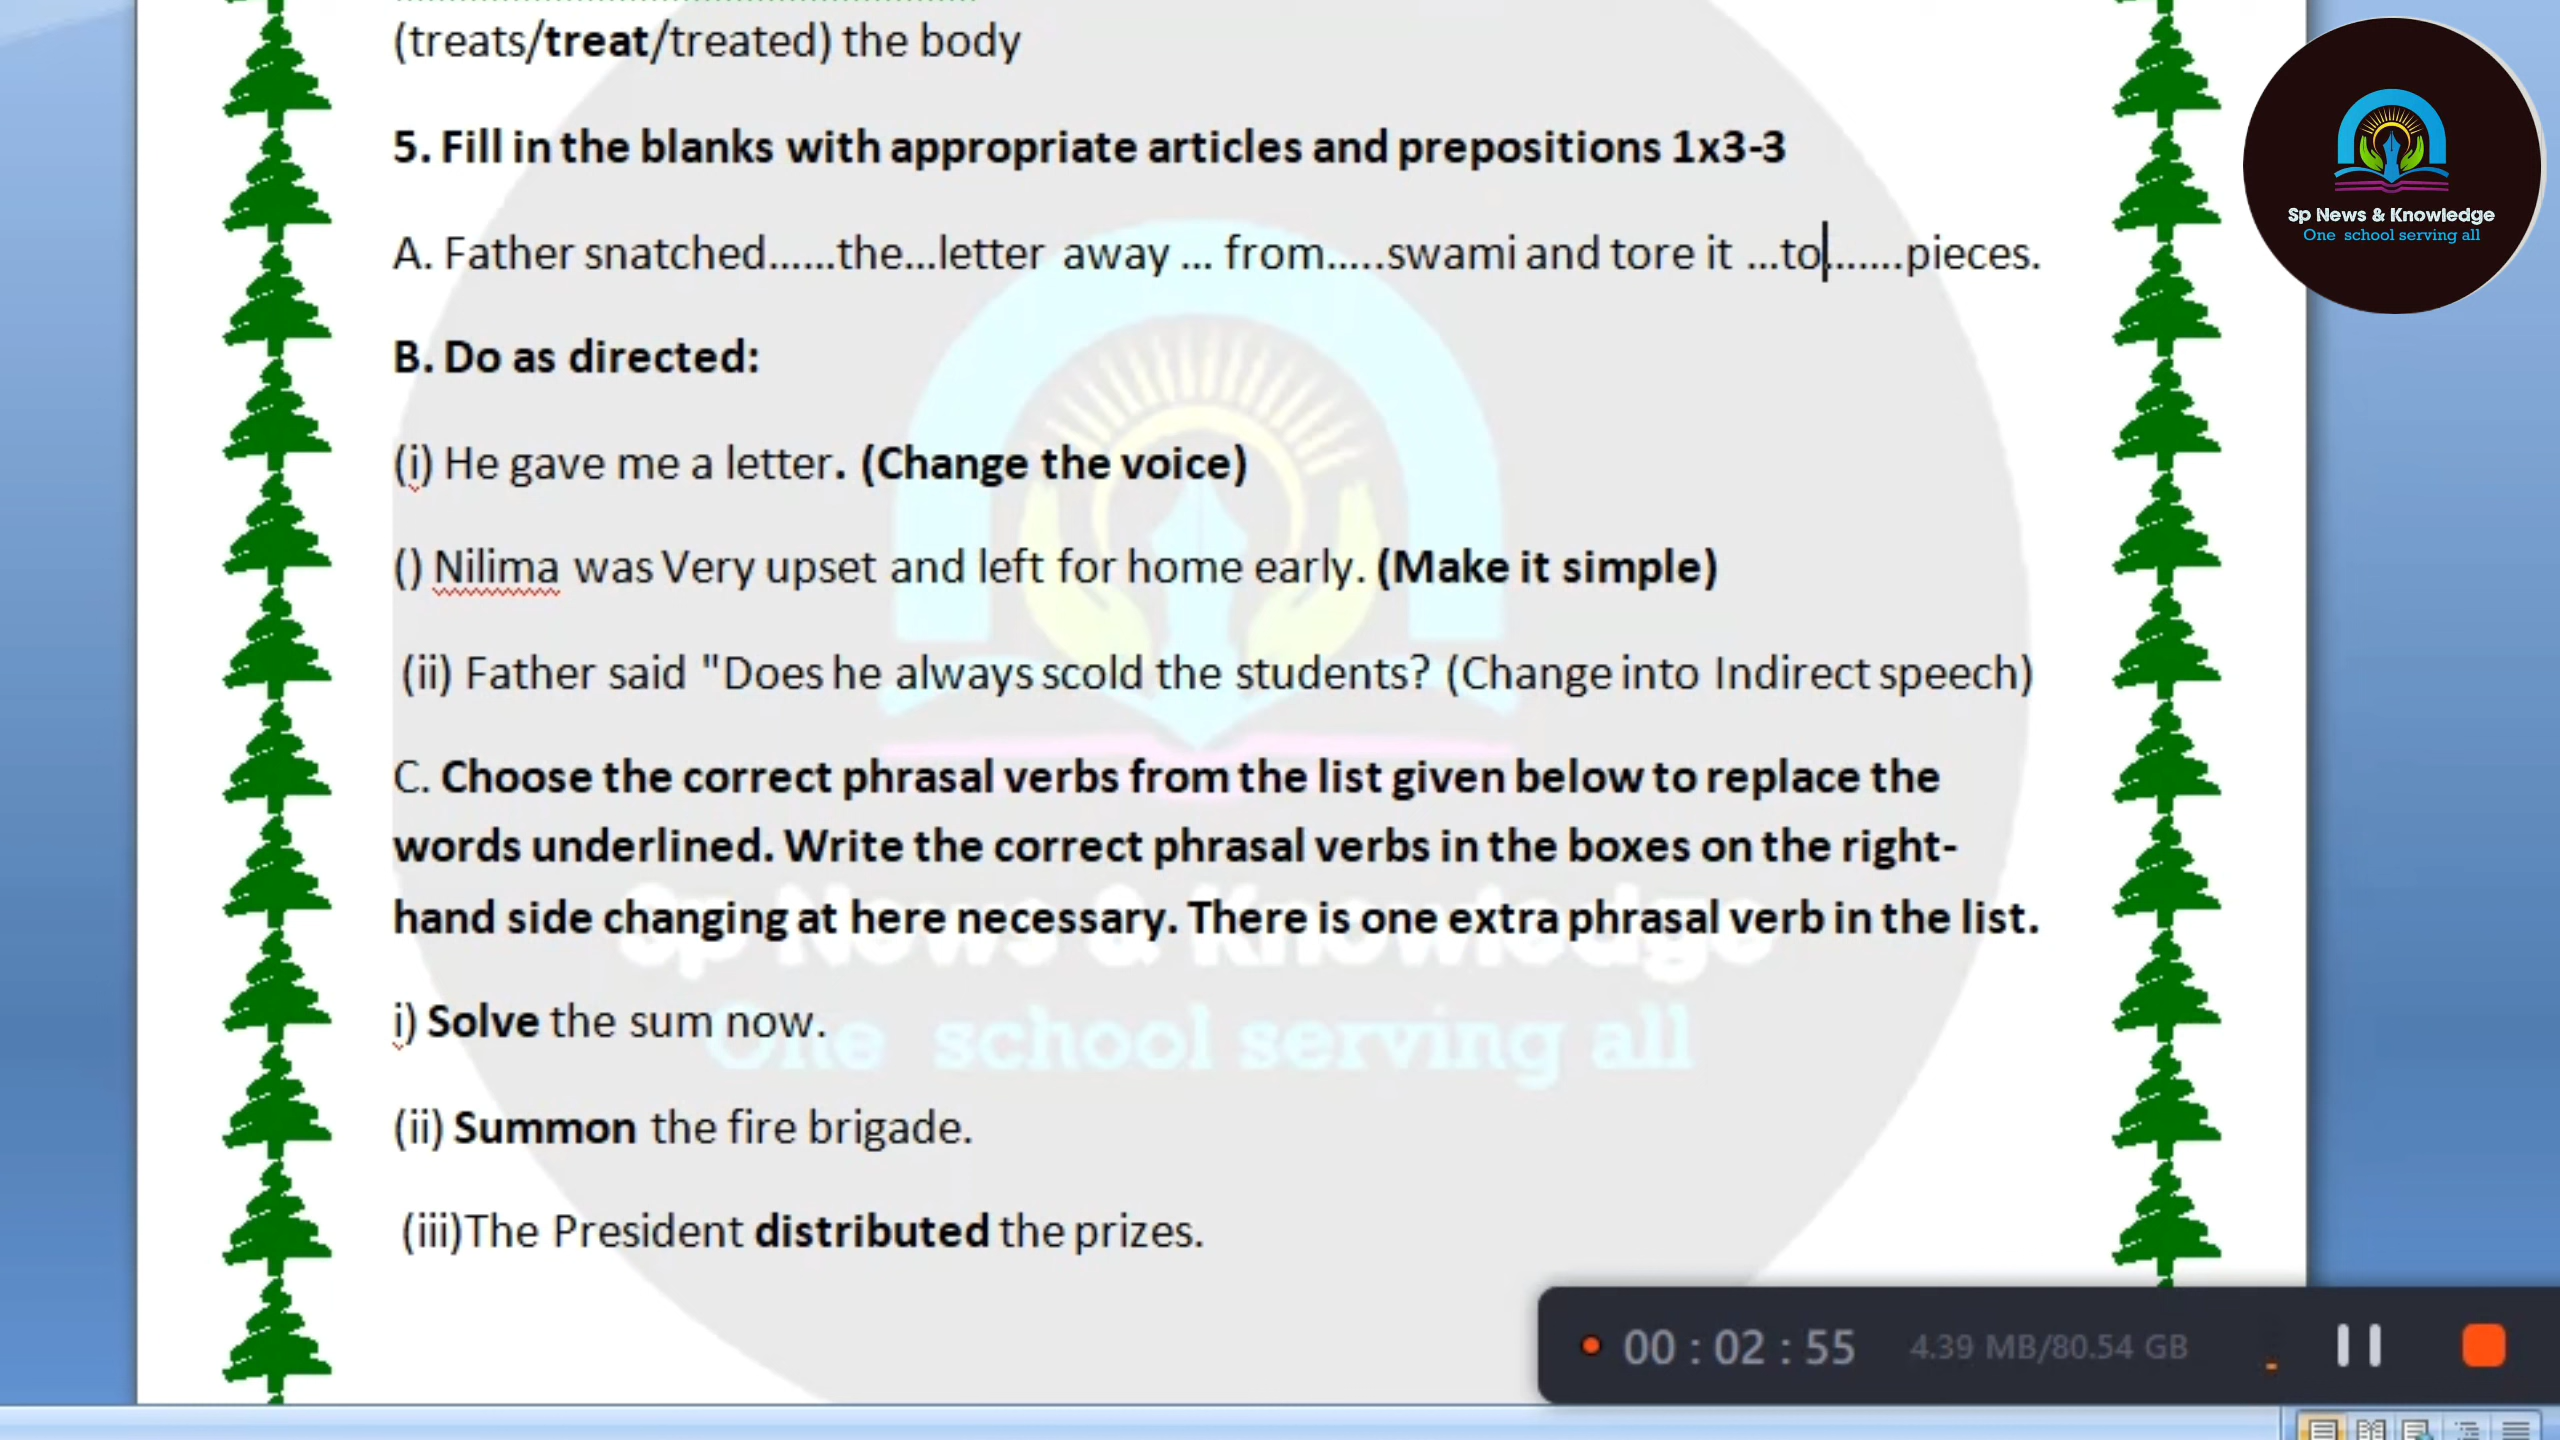 (treats/treat/treated) the body
5. Fill in the blanks with appropriate articles and prepositions 1x3-3
A. Father snatched......the...letter away ... from.....swami and tore it ...to.......pieces.
B. Do as directed:
(i) He gave me a letter. (Change the voice)
() Nilima was Very upset and left for home early. (Make it simple)
(ii) Father said "Does he always scold the students? (Change into Indirect speech)
C. Choose the correct phrasal verbs from the list given below to replace the
words underlined. Write the correct phrasal verbs in the boxes on the right-
hand side changing at here necessary. There is one extra phrasal verb in the list.
i) Solve the sum now.
(ii) Summon the fire brigade.
(iii)The President distributed the prizes.
Sp News & Knowledge
One school serving all
Sp News & Knowledge
One school serving all
00 : 02 : 55 4.39 MB/80.54 GB